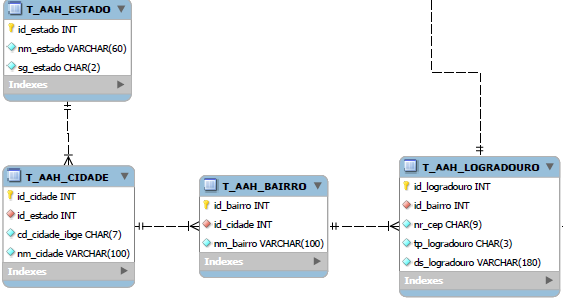 T_AAH_ESTADO
id_estado INT
nm_estado VARCHAR(60)
sg_estado CHAR(2)
Indexes
T_AAH_CIDADE
id_cidade INT
id_estado INT
cd_cidade_ibge CHAR(7)
nm_cidade VARCHAR(100)
Indexes
T_AAH_BAIRRO
id_bairro INT
id_cidade INT
nm_bairro VARCHAR(100)
Indexes
T_AAH_LOGRADOURO
id_logradouro INT
id_bairro INT
nr_cep CHAR(9)
tp_logradouro CHAR(3)
ds_logradouro VARCHAR(180)
Indexes